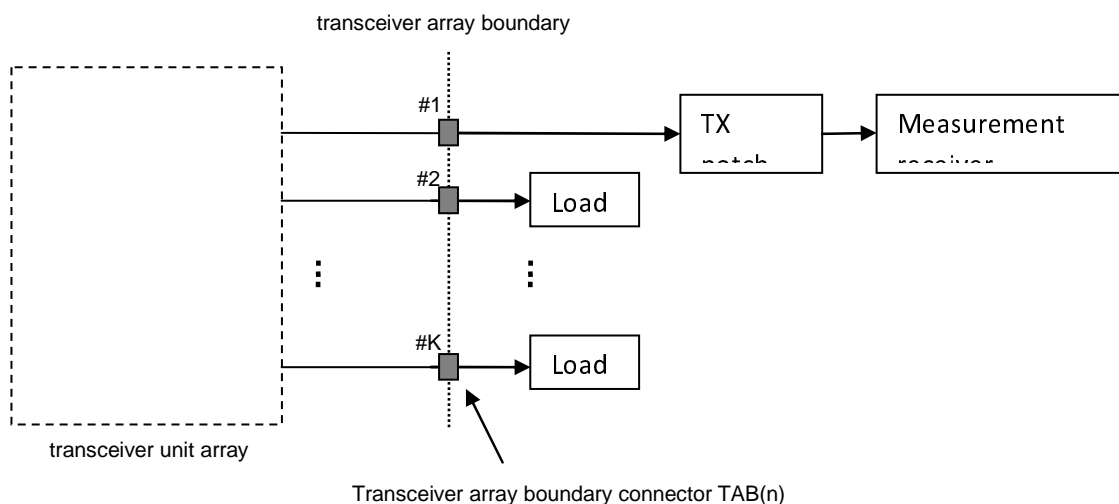 transceiver array boundary
#1
TX
Measurement
#2
Load
#K
Load
transceiver unit array
Transceiver array boundary connector TAB(n)